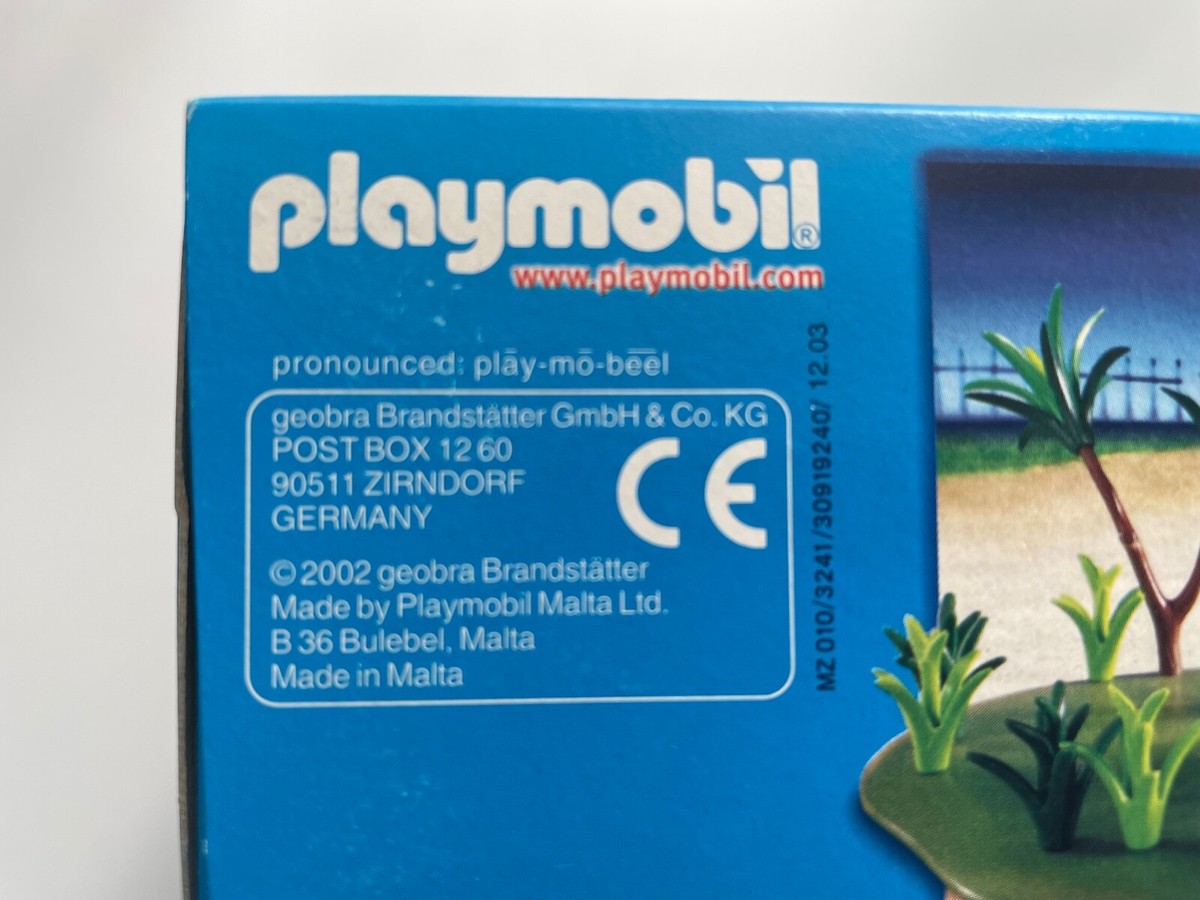 playmobil®
www.playmobil.com
pronounced: plāy-mō-bēēl
geobra Brandstätter GmbH & Co. KG
POST BOX 12 60
90511 ZIRNDORF
GERMANY
CE
© 2002 geobra Brandstätter
Made by Playmobil Malta Ltd.
B 36 Bulebel, Malta
Made in Malta
MZ 010/3241/30919240/ 12.03